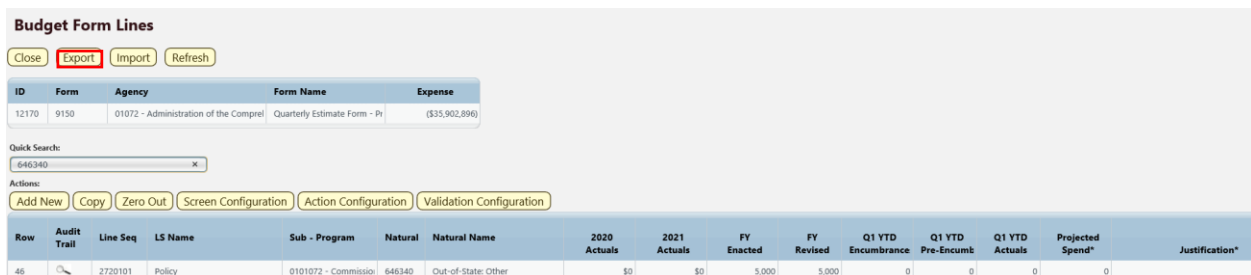 Budget Form Lines
Close Export Import Refresh
ID Form Agency Form Name Expense
12170 9150 01072 - Administration of the Comprel Quarterly Estimate Form - Pr ($35,902,896)
Quick Search:
646340 ×
Actions:
Add New Copy Zero Out Screen Configuration Action Configuration Validation Configuration
Row Audit Trail Line Seq LS Name Sub - Program Natural Natural Name 2020 Actuals 2021 Actuals FY Enacted FY Revised Q1 YTD Encumbrance Q1 YTD Pre-Encumb Q1 YTD Actuals Projected Spend* Justification*
46 2720101 Policy 0101072 - Commission 646340 Out-of-State: Other $0 $0 5,000 5,000 0 0 0 0